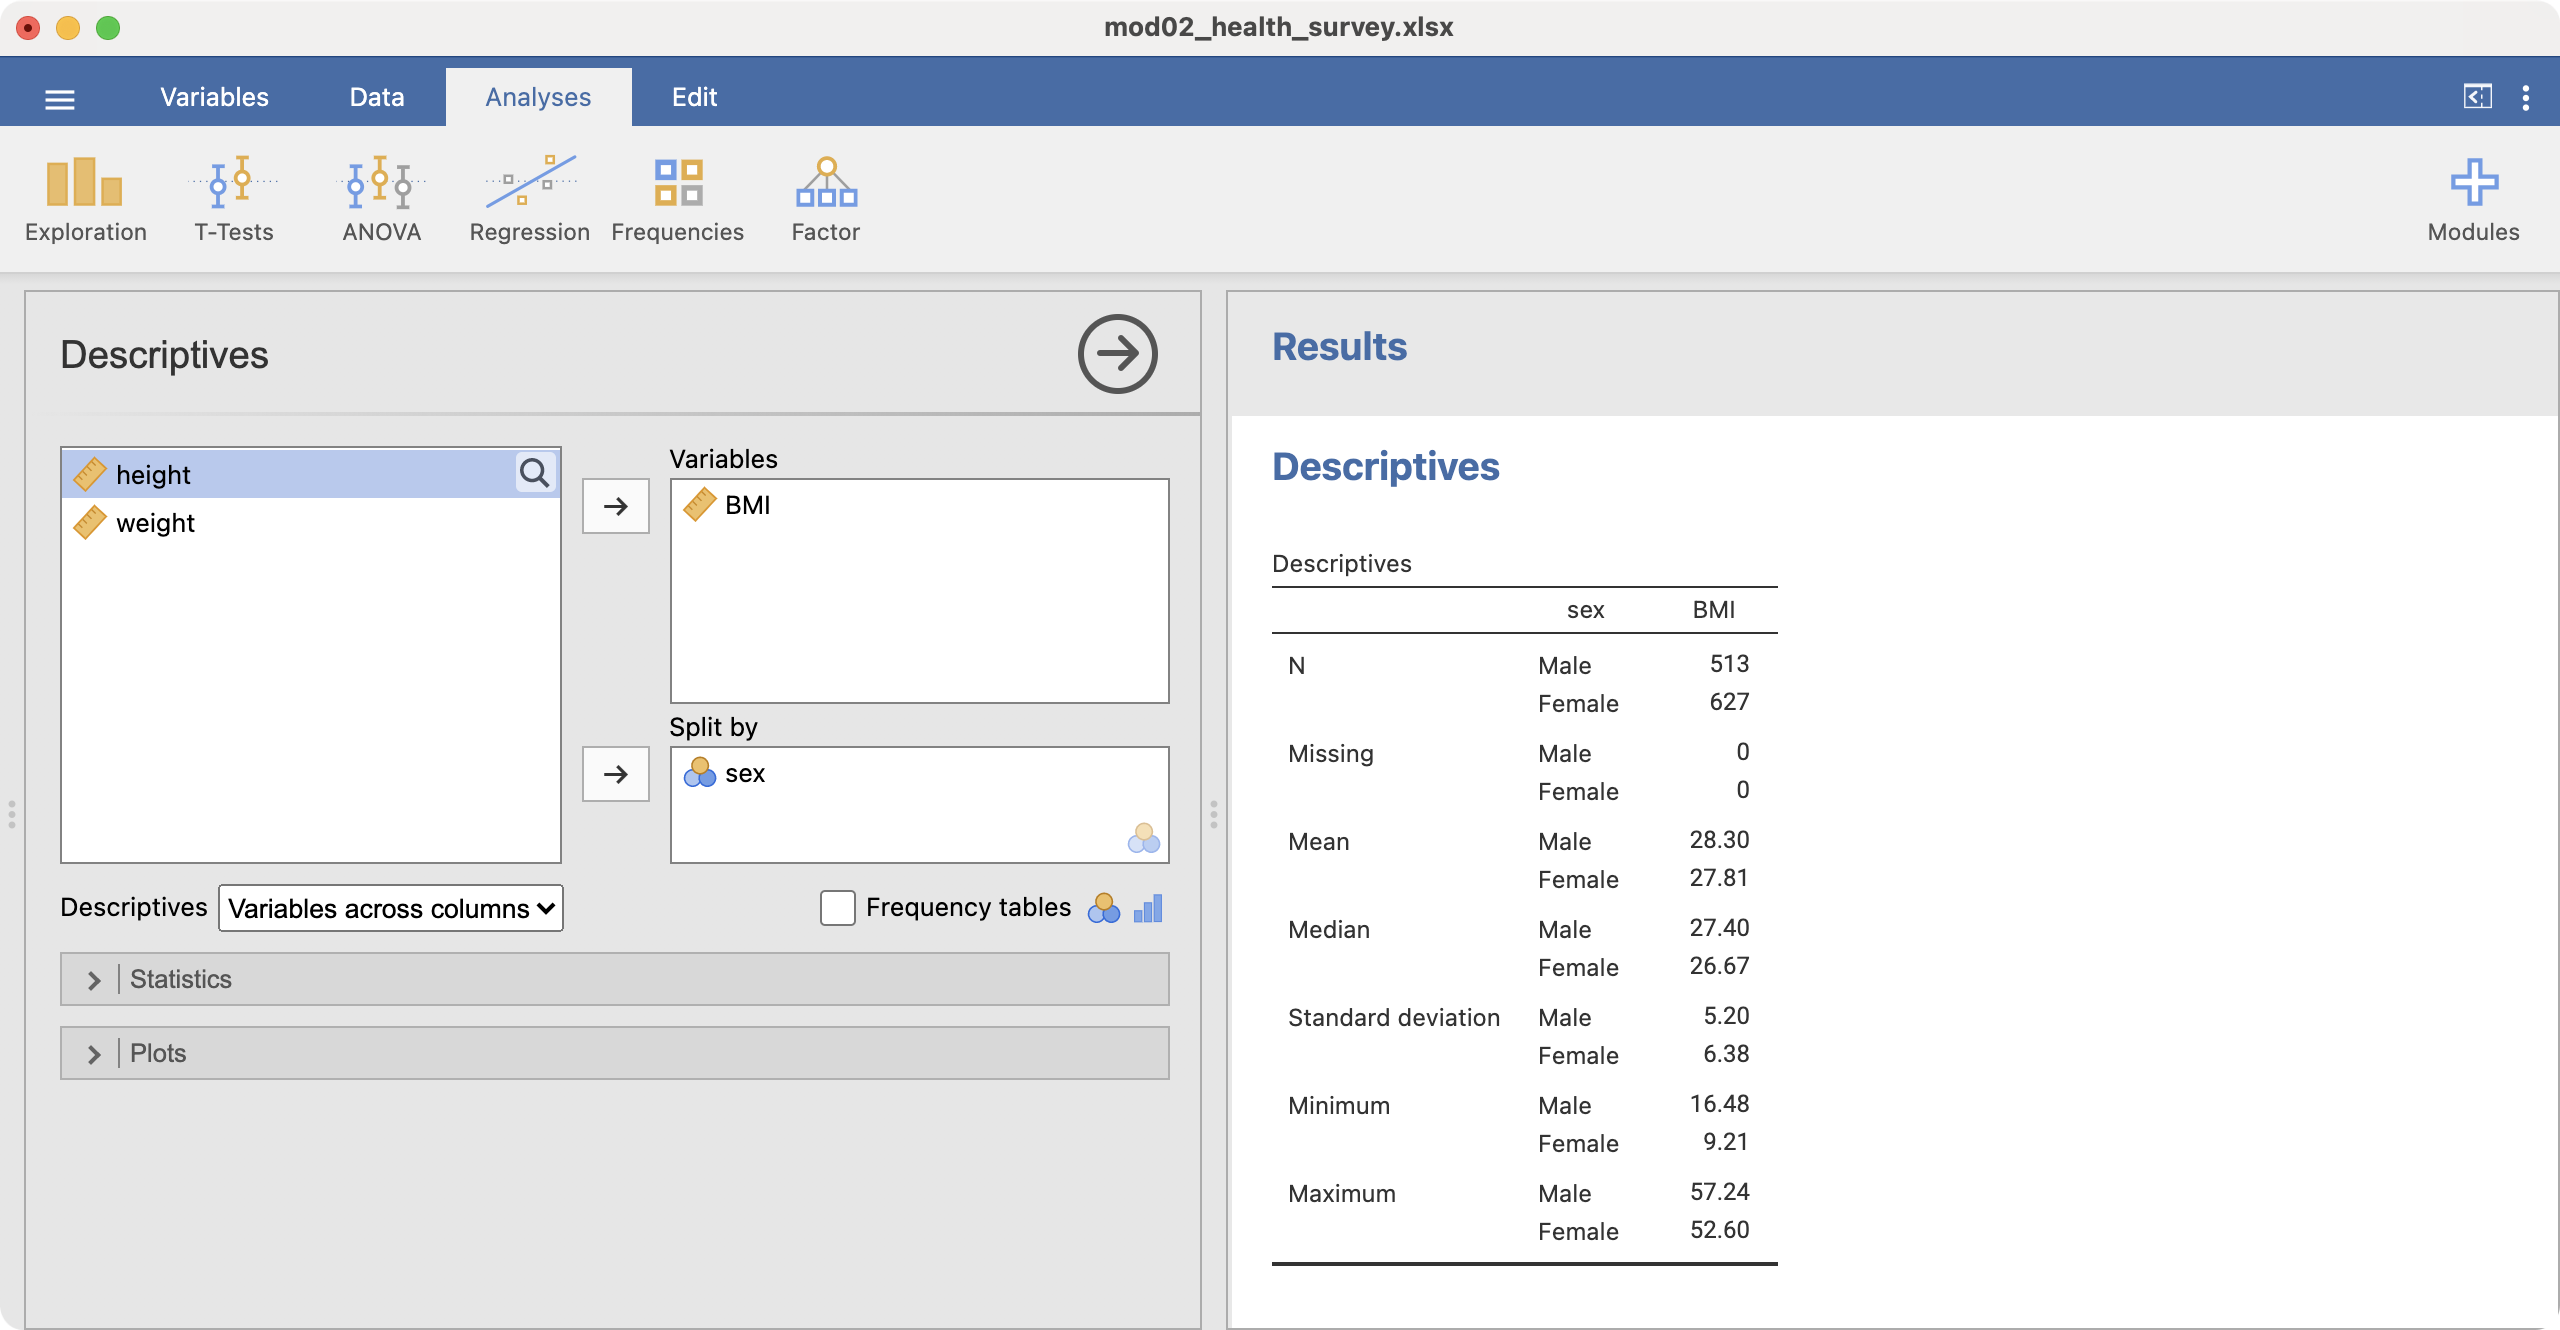 mod02_health_survey.xlsx
Variables Data Analyses Edit
Exploration T-Tests ANOVA Regression Frequencies Factor Modules
Descriptives
height
weight
Variables
BMI
Split by
sex
Descriptives Variables across columns Frequency tables
Statistics
Plots
Results
Descriptives
Descriptives
sex BMI
N Male 513
Female 627
Missing Male 0
Female 0
Mean Male 28.30
Female 27.81
Median Male 27.40
Female 26.67
Standard deviation Male 5.20
Female 6.38
Minimum Male 16.48
Female 9.21
Maximum Male 57.24
Female 52.60